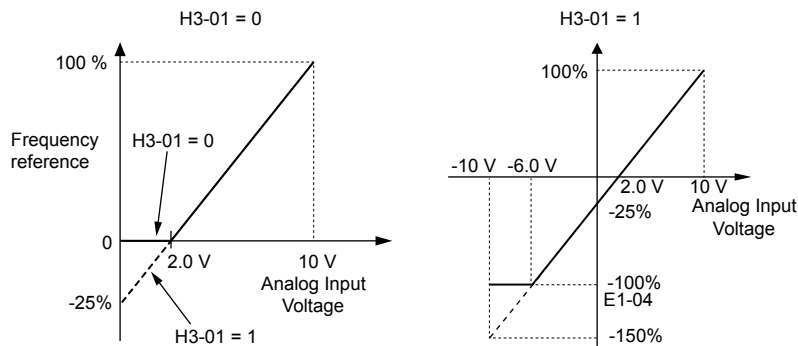 H3-01 = 0
100 %
Frequency
reference
H3-01 = 0
0
2.0 V
10 V
Analog Input
Voltage
-25%
H3-01 = 1
H3-01 = 1
100%
-10 V
-6.0 V
2.0 V
10 V
Analog Input
Voltage
-25%
-100%
E1-04
-150%